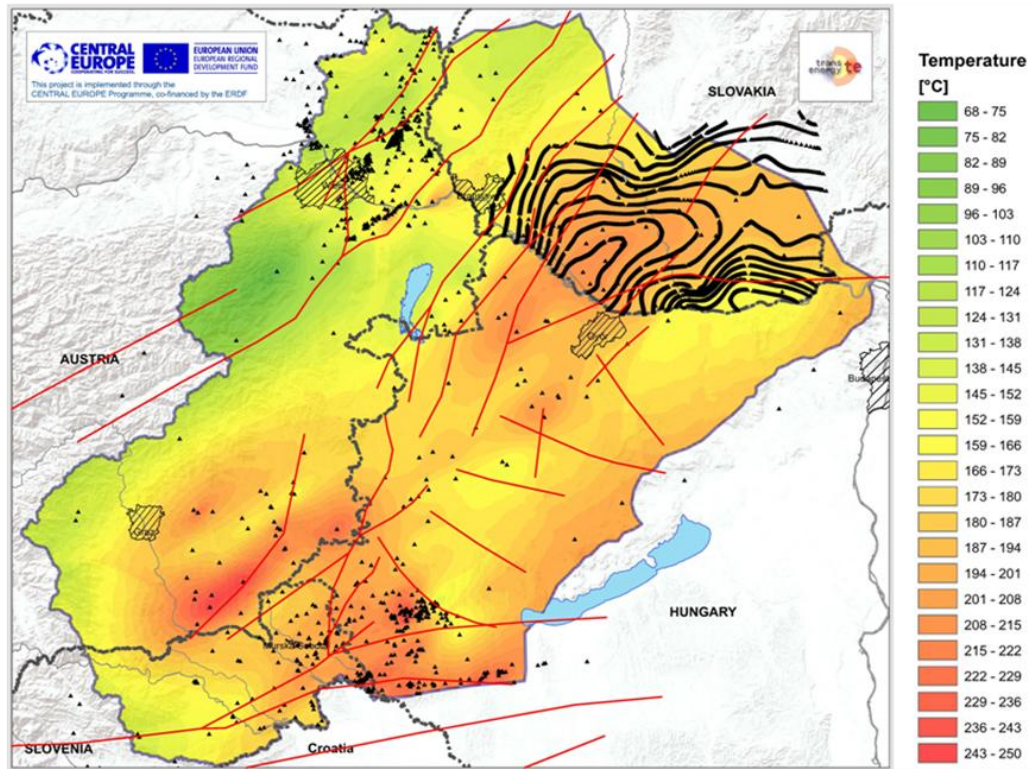 CENTRAL
EUROPE
COOPERATING FOR SUCCESS.
EUROPEAN UNION
EUROPEAN REGIONAL
DEVELOPMENT FUND
This project is implemented through the
CENTRAL EUROPE Programme, co-financed by the ERDF
trans
energy
te
SLOVAKIA
AUSTRIA
HUNGARY
SLOVENIA
Croatia
Temperature
[°C]
68 - 75
75 - 82
82 - 89
89 - 96
96 - 103
103 - 110
110 - 117
117 - 124
124 - 131
131 - 138
138 - 145
145 - 152
152 - 159
159 - 166
166 - 173
173 - 180
180 - 187
187 - 194
194 - 201
201 - 208
208 - 215
215 - 222
222 - 229
229 - 236
236 - 243
243 - 250